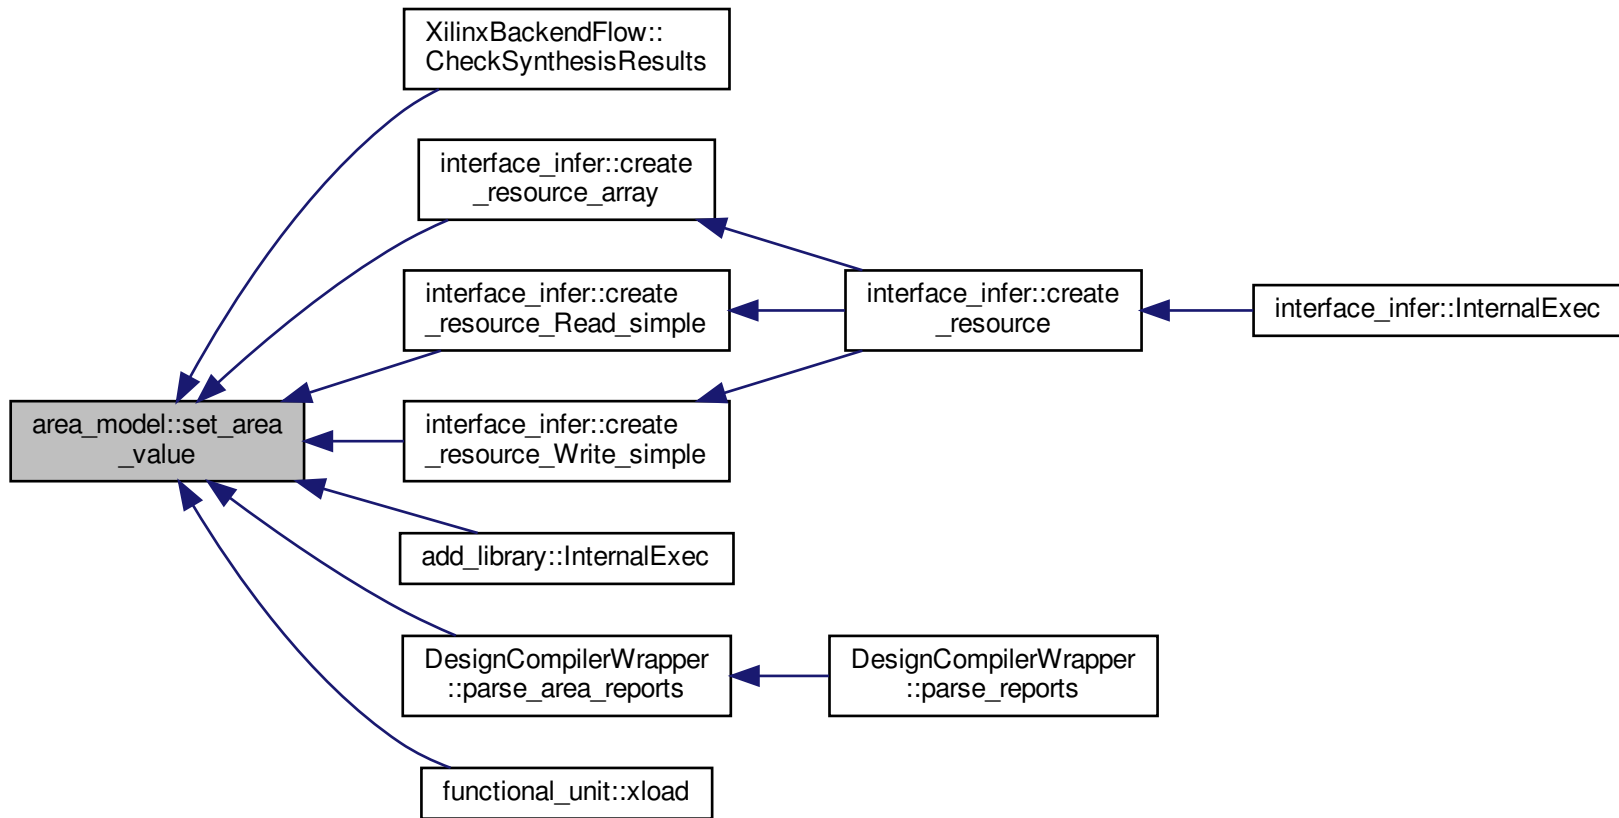 XilinxBackendFlow::
CheckSynthesisResults
interface_infer::create
_resource_array
interface_infer::create
_resource_Read_simple
interface_infer::create
_resource
interface_infer::InternalExec
area_model::set_area
_value
interface_infer::create
_resource_Write_simple
add_library::InternalExec
DesignCompilerWrapper
::parse_area_reports
DesignCompilerWrapper
::parse_reports
functional_unit::xload